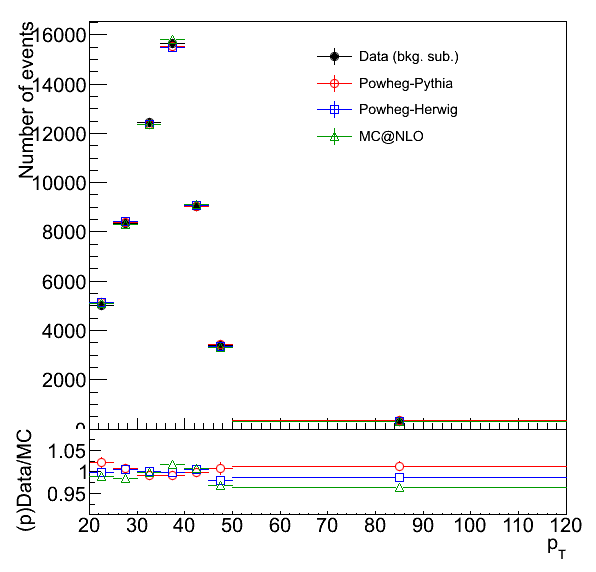 Number of events
16000
14000
12000
10000
8000
6000
4000
2000
0
Data (bkg. sub.)
Powheg-Pythia
Powheg-Herwig
MC@NLO
(p)Data/MC
1.05
1
0.95
20 30 40 50 60 70 80 90 100 110 120
pT